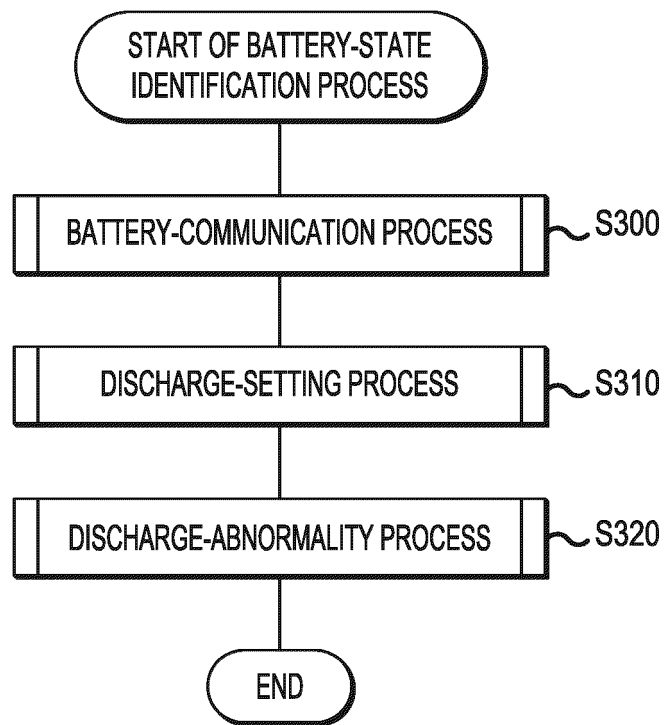 START OF BATTERY-STATE
IDENTIFICATION PROCESS
BATTERY-COMMUNICATION PROCESS
S300
DISCHARGE-SETTING PROCESS
S310
DISCHARGE-ABNORMALITY PROCESS
S320
END